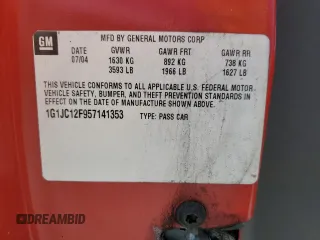 GM
MFD BY GENERAL MOTORS CORP
DATE GVWR GAWR FRT GAWR RR
07/04 1630 KG 892 KG 738 KG
3593 LB 1966 LB 1627 LB
THIS VEHICLE CONFORMS TO ALL APPLICABLE U.S. FEDERAL MOTOR
VEHICLE SAFETY, BUMPER, AND THEFT PREVENTION STANDARDS
IN EFFECT ON THE DATE OF MANUFACTURE SHOWN ABOVE.
1G1JC12F957141353 TYPE: PASS CAR
DREAMBID